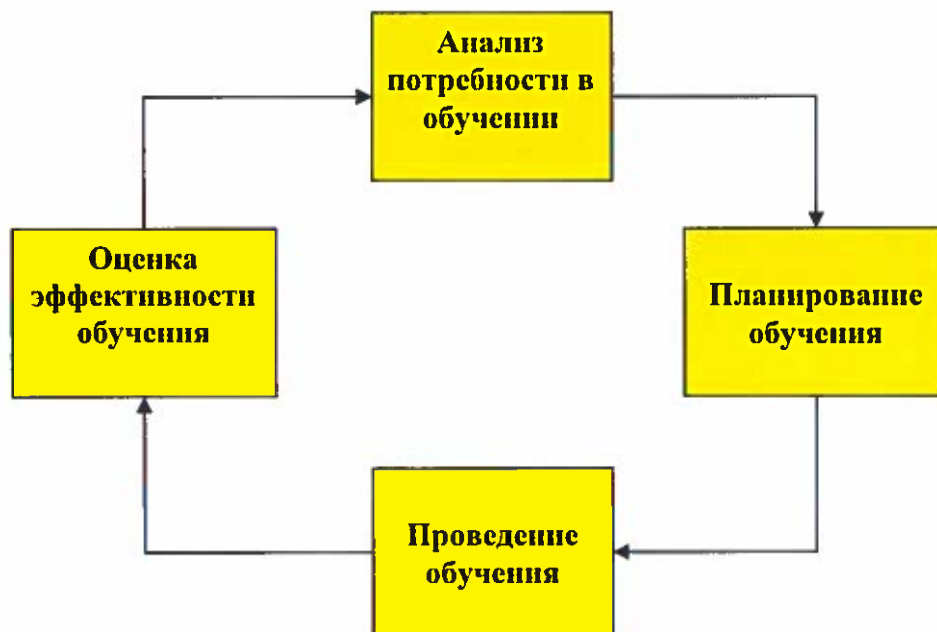 Анализ
потребности в
обучении
Планирование
обучения
Проведение
обучения
Оценка
эффективности
обучения